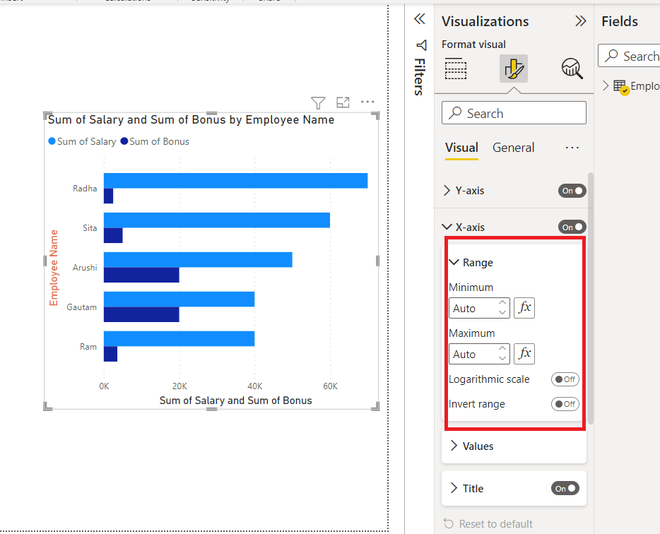 Sum of Salary and Sum of Bonus by Employee Name
Sum of Salary Sum of Bonus
Employee Name
Radha
Sita
Arushi
Gautam
Ram
0K 20K 40K 60K
Sum of Salary and Sum of Bonus
Filters
Visualizations
Format visual
Search
Visual General
Y-axis On
X-axis On
Range
Minimum
Auto fx
Maximum
Auto fx
Logarithmic scale Off
Invert range Off
Values
Title On
Reset to default
Fields
Search
Emplo